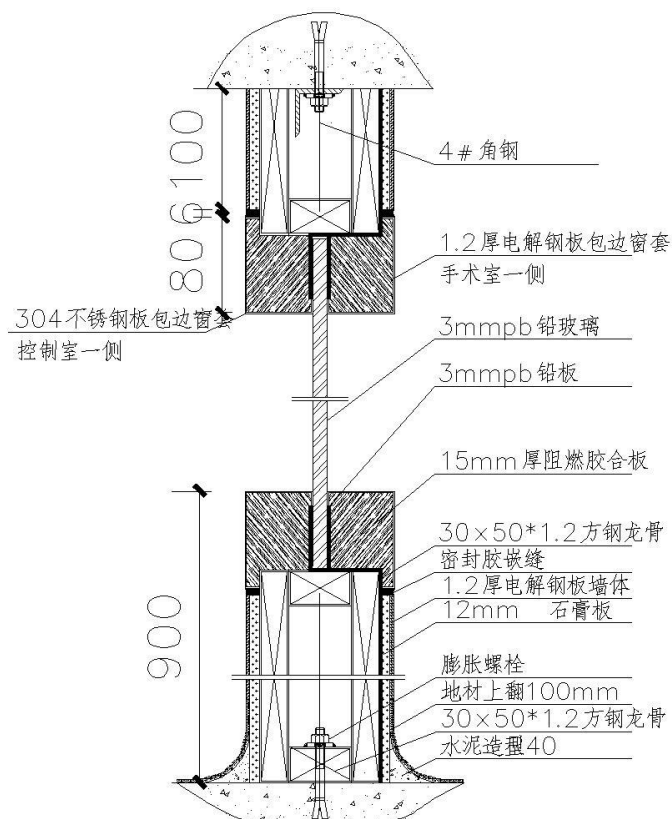 100
6
80
4#角钢
1.2厚电解钢板包边窗套
手术室一侧
304不锈钢板包边窗套
控制室一侧
3mmpb铅玻璃
3mmpb铅板
15mm厚阻燃胶合板
30×50*1.2方钢龙骨
密封胶嵌缝
1.2厚电解钢板墙体
12mm 石膏板
900
膨胀螺栓
地材上翻100mm
30×50*1.2方钢龙骨
水泥造型40